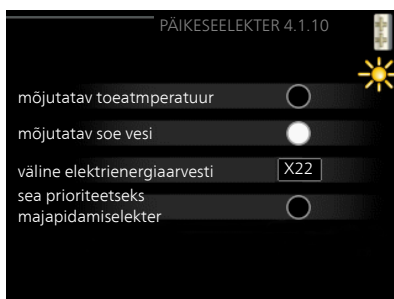 PÄIKESEELEKTER 4.1.10
mõjutatav toeatmperatuur
mõjutatav soe vesi
väline elektrienergiaarvesti
X22
sea prioriteetseks
majapidamiselekter